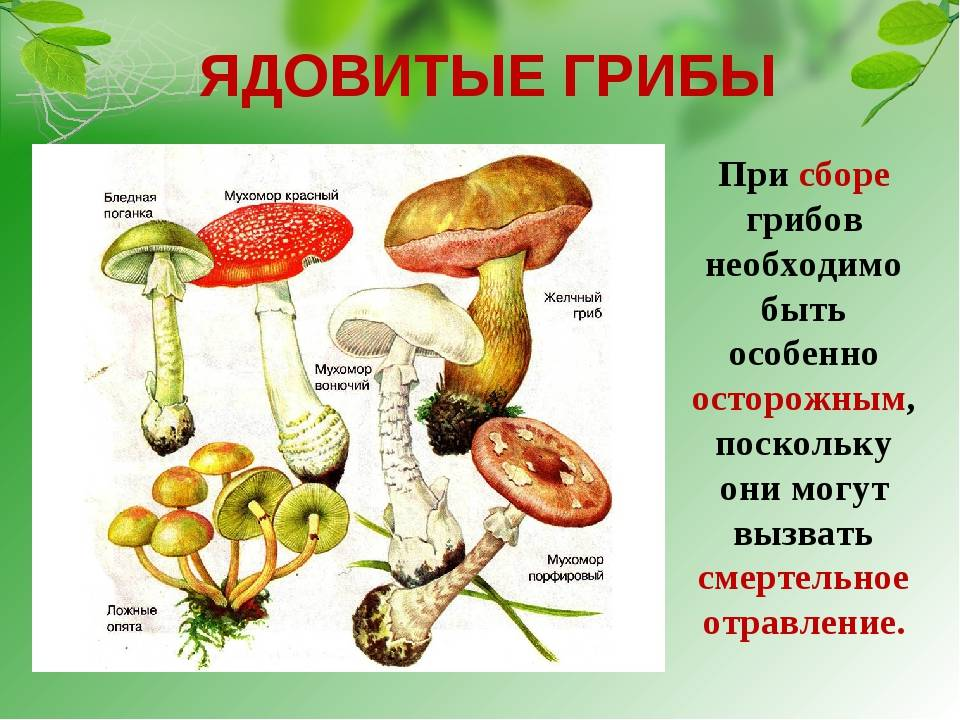 ЯДОВИТЫЕ ГРИБЫ
Бледная
поганка
Мухомор красный
Желчный
гриб
Мухомор
вонючий
Мухомор
порфировый
Ложные
опята
При сборе
грибов
необходимо
быть
особенно
осторожным,
поскольку
они могут
вызвать
смертельное
отравление.